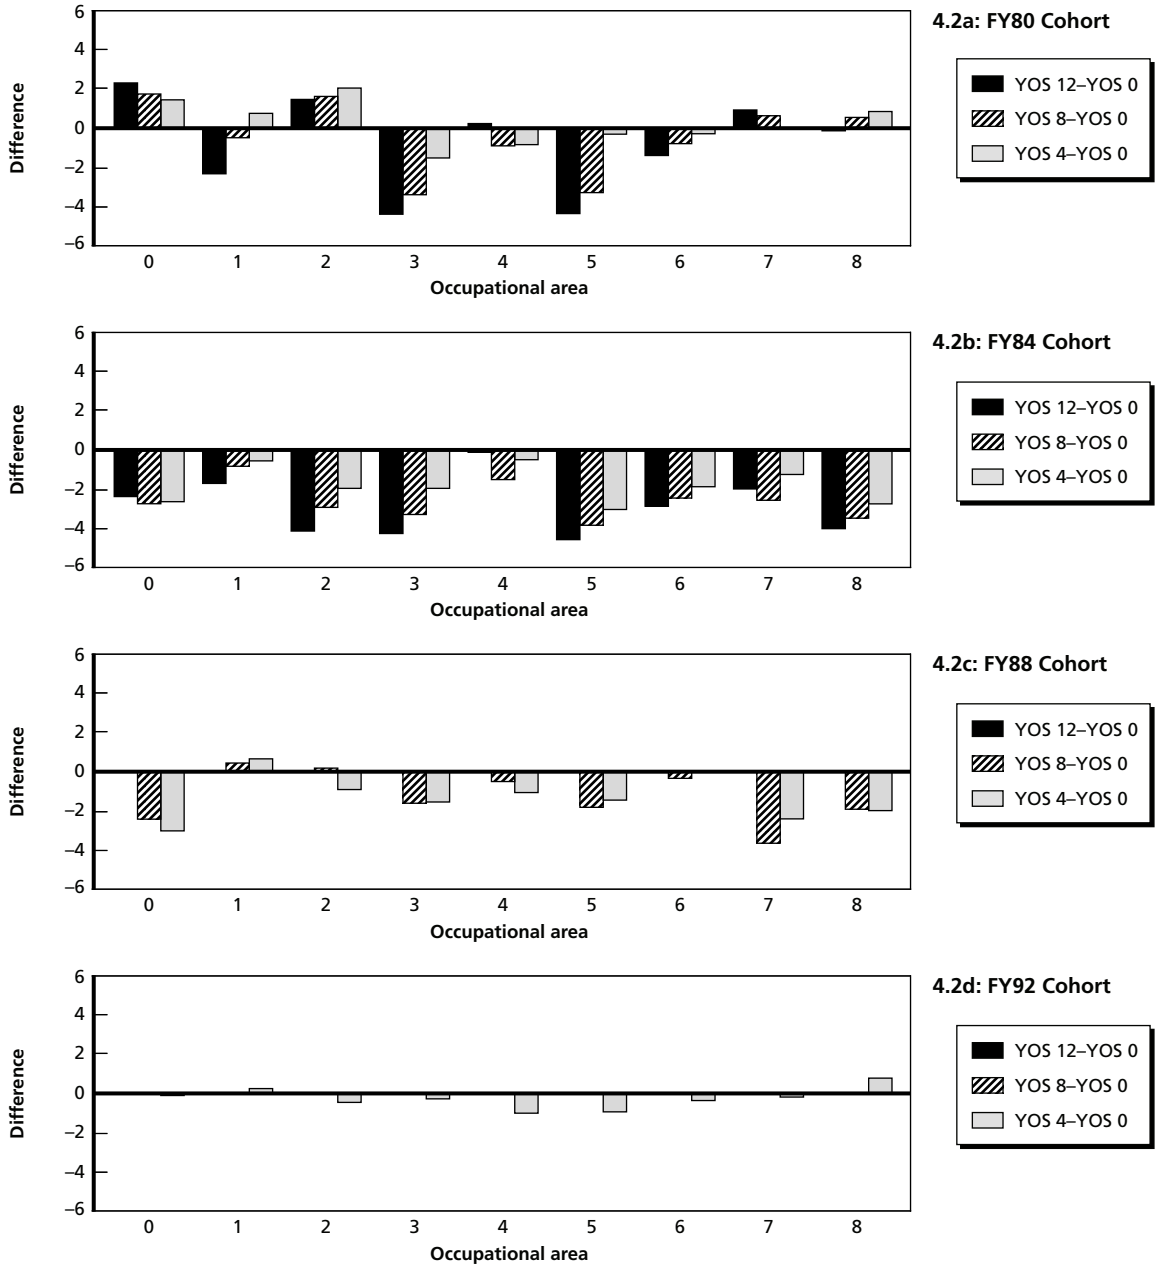 4.2a: FY80 Cohort
Difference
6
4
2
0
–2
–4
–6
0 1 2 3 4 5 6 7 8
Occupational area
YOS 12–YOS 0
YOS 8–YOS 0
YOS 4–YOS 0
4.2b: FY84 Cohort
Difference
6
4
2
0
–2
–4
–6
0 1 2 3 4 5 6 7 8
Occupational area
YOS 12–YOS 0
YOS 8–YOS 0
YOS 4–YOS 0
4.2c: FY88 Cohort
Difference
6
4
2
0
–2
–4
–6
0 1 2 3 4 5 6 7 8
Occupational area
YOS 12–YOS 0
YOS 8–YOS 0
YOS 4–YOS 0
4.2d: FY92 Cohort
Difference
6
4
2
0
–2
–4
–6
0 1 2 3 4 5 6 7 8
Occupational area
YOS 12–YOS 0
YOS 8–YOS 0
YOS 4–YOS 0